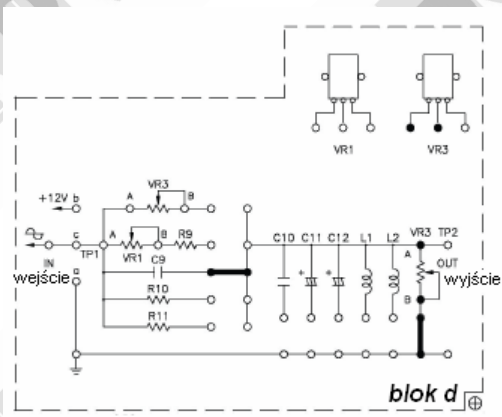 VR1
VR3
+12V b
A VR3 B
c
TP1
A VR1 B R9
IN
wejście
a
C9
R10
R11
C10 C11 C12 L1 L2
+ +
VR3 TP2
A
OUT
wyjście
B
blok d